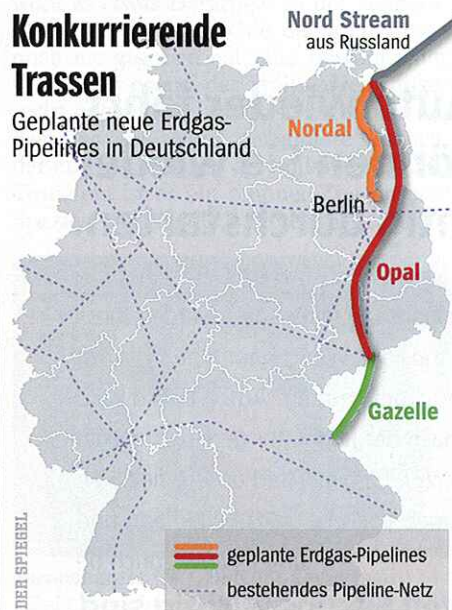 Konkurrierende
Trassen
Geplante neue Erdgas-
Pipelines in Deutschland
Nord Stream
aus Russland
Nordal
Berlin
Opal
Gazelle
geplante Erdgas-Pipelines
bestehendes Pipeline-Netz
DER SPIEGEL